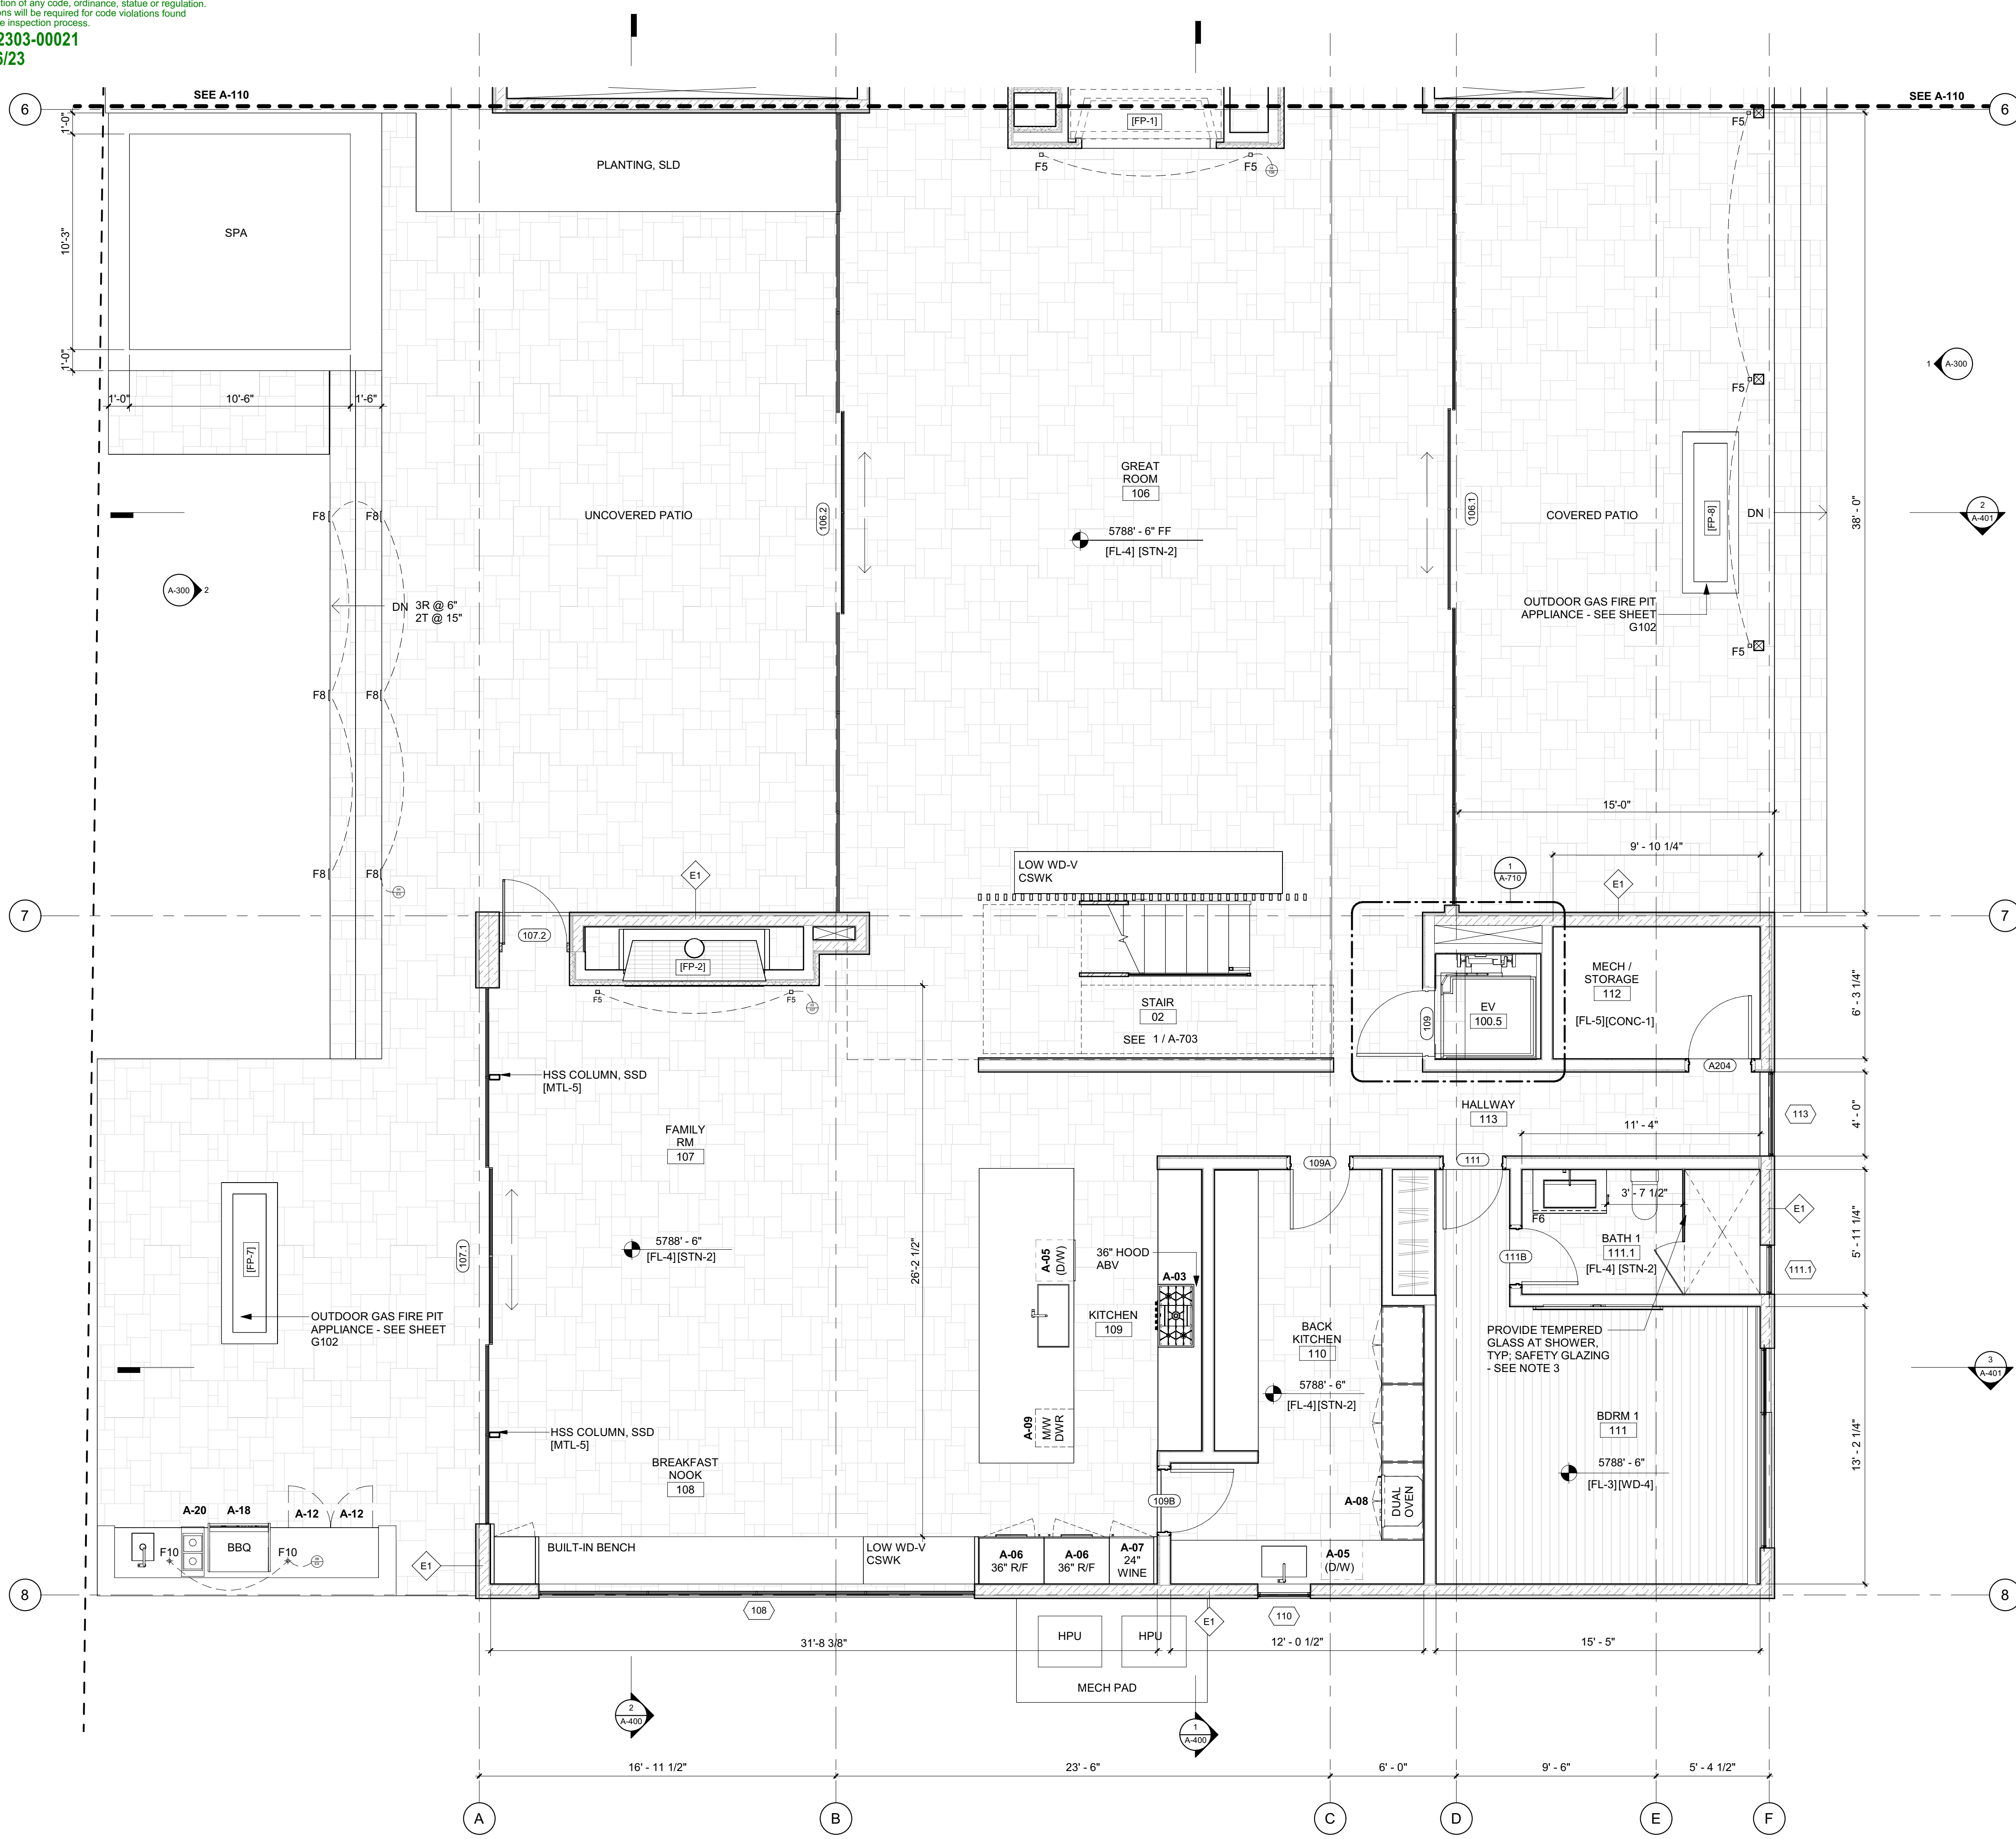 tion of any code, ordinance, statue or regulation.
ns will be required for code violations found
e inspection process.
2303-00021
6/23
SEE A-110
SEE A-110
6
6
1'-0"
10'-3"
1'-0"
SPA
PLANTING, SLD
[FP-1]
F5
F5
F5
1'-0"
10'-6"
1'-6"
F5
1
A-300
GREAT
ROOM
106
5788' - 6" FF
[FL-4] [STN-2]
F8
F8
UNCOVERED PATIO
106.2
106.1
COVERED PATIO
[FP-8]
DN
38' - 0"
2
A-401
A-300
2
DN
3R @ 6"
2T @ 15"
OUTDOOR GAS FIRE PIT
APPLIANCE - SEE SHEET
G102
F5
F8
F8
15'-0"
9' - 10 1/4"
LOW WD-V
CSWK
1
A-710
F8
F8
E1
E1
7
7
107.2
[FP-2]
F5
F5
STAIR
02
SEE 1 / A-703
109
EV
100.5
MECH /
STORAGE
112
[FL-5][CONC-1]
6' - 3 1/4"
A204
HSS COLUMN, SSD
[MTL-5]
FAMILY
RM
107
HALLWAY
113
11' - 4"
113
4' - 0"
109A
111
3' - 7 1/2"
F6
E1
5' - 11 1/4"
BATH 1
111.1
[FL-4] [STN-2]
111B
111.1
5788' - 6"
[FL-4][STN-2]
107.1
26'-2 1/2"
A-05
(D/W)
36" HOOD
ABV
A-03
[FP-7]
OUTDOOR GAS FIRE PIT
APPLIANCE - SEE SHEET
G102
KITCHEN
109
BACK
KITCHEN
110
5788' - 6"
[FL-4][STN-2]
PROVIDE TEMPERED
GLASS AT SHOWER,
TYP; SAFETY GLAZING
- SEE NOTE 3
3
A-401
HSS COLUMN, SSD
[MTL-5]
A-09
M/W
DWR
BDRM 1
111
5788' - 6"
[FL-3][WD-4]
13' - 2 1/4"
BREAKFAST
NOOK
108
109B
A-08
DUAL
OVEN
A-20
A-18
A-12
A-12
BBQ
F10
F10
E1
BUILT-IN BENCH
LOW WD-V
CSWK
A-06
36" R/F
A-06
36" R/F
A-07
24"
WINE
A-05
(D/W)
8
8
108
110
E1
HPU
HPU
MECH PAD
31'-8 3/8"
12' - 0 1/2"
15' - 5"
2
A-400
1
A-400
16' - 11 1/2"
23' - 6"
6' - 0"
9' - 6"
5' - 4 1/2"
A
B
C
D
E
F